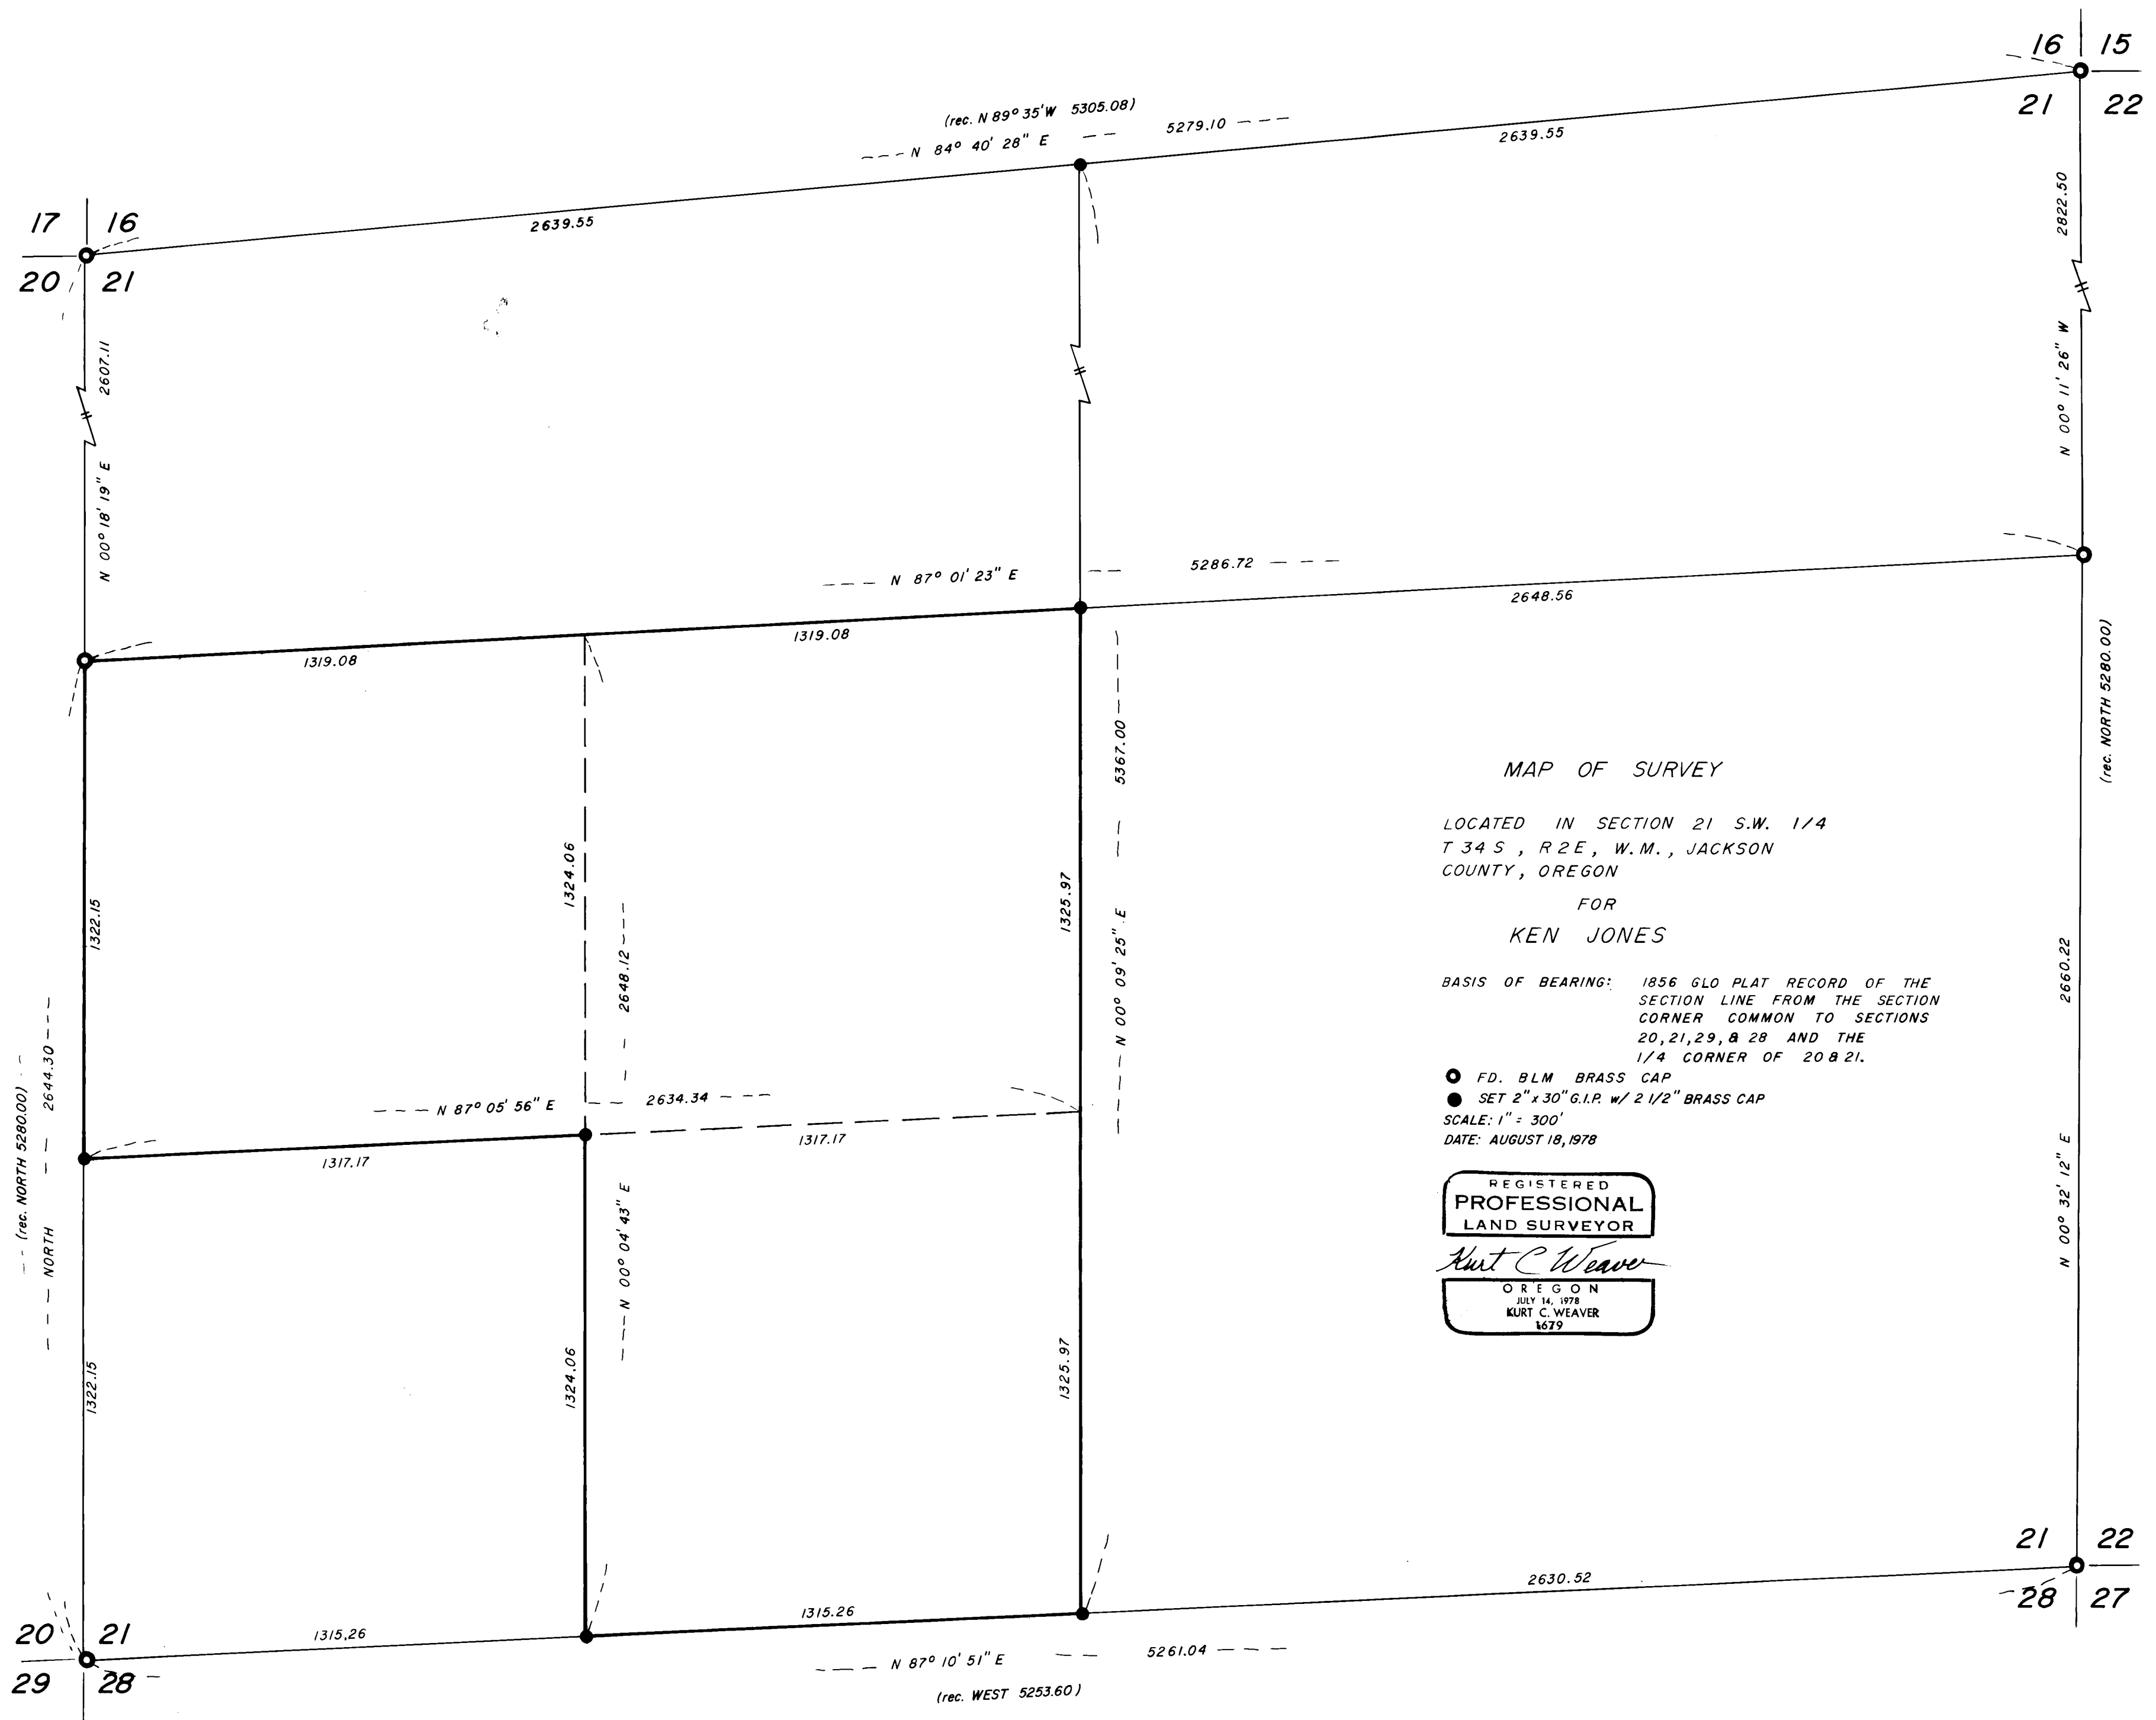 16 15
21 22
(rec. N 89° 35' W 5305.08)
N 84° 40' 28" E 5279.10
2639.55
2639.55
17 16
20 21
2822.50
N 00° 11' 26" W
2607.11
N 00° 18' 19" E
N 87° 01' 23" E 5286.72
1319.08
1319.08
2648.56
(rec. NORTH 5280.00)
5367.00
N 00° 09' 25" E
1324.06
2648.12
N 00° 04' 43" E
1325.97
1322.15
MAP OF SURVEY
LOCATED IN SECTION 21 S.W. 1/4
T 34 S , R 2 E, W.M., JACKSON
COUNTY, OREGON
FOR
KEN JONES
BASIS OF BEARING: 1856 GLO PLAT RECORD OF THE
SECTION LINE FROM THE SECTION
CORNER COMMON TO SECTIONS
20, 21, 29, & 28 AND THE
1/4 CORNER OF 20 & 21.
FD. BLM BRASS CAP
SET 2" x 30" G.I.P. w/ 2 1/2" BRASS CAP
SCALE: 1" = 300'
DATE: AUGUST 18, 1978
REGISTERED
PROFESSIONAL
LAND SURVEYOR
Kurt C Weaver
OREGON
JULY 14, 1978
KURT C. WEAVER
1679
2660.22
N 00° 32' 12" E
(rec. NORTH 5280.00)
NORTH 2644.30
N 87° 05' 56" E 2634.34
1317.17
1317.17
1322.15
1324.06
1325.97
21 22
28 27
2630.52
1315.26
1315.26
20 21
29 28
N 87° 10' 51" E 5261.04
(rec. WEST 5253.60)